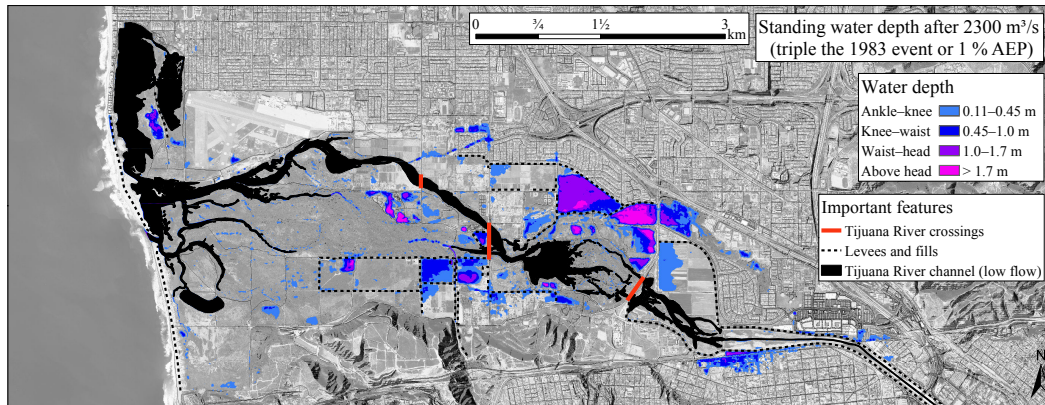 0 ¾ 1½ 3
km
Standing water depth after 2300 m³/s
(triple the 1983 event or 1 % AEP)
Water depth
Ankle–knee 0.11–0.45 m
Knee–waist 0.45–1.0 m
Waist–head 1.0–1.7 m
Above head > 1.7 m
Important features
Tijuana River crossings
Levees and fills
Tijuana River channel (low flow)
N